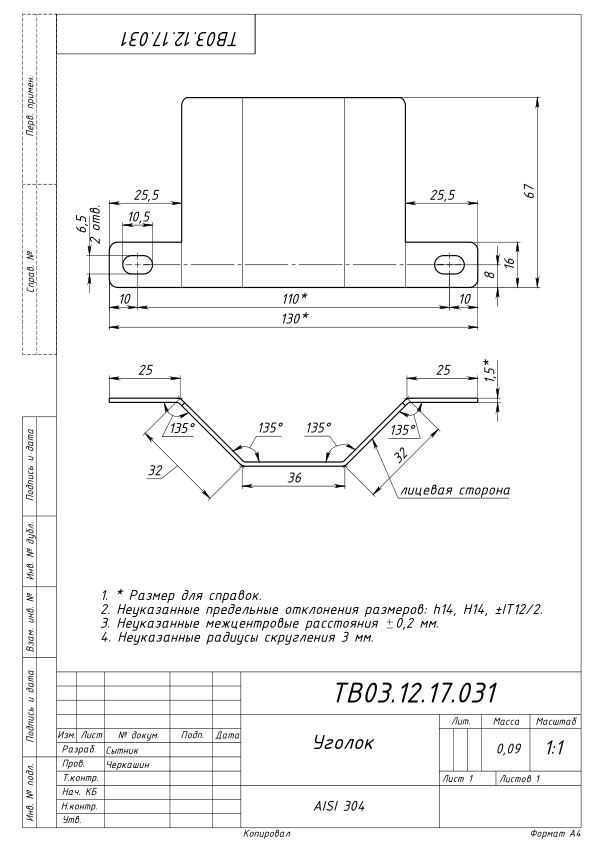 ТВ03.12.17.031
Перв. примен.
Справ. №
Подпись и дата
Инв. № дубл.
Взам. инв. №
Подпись и дата
Инв. № подл.
25,5
25,5
6,5
2 отв.
10,5
67
16
8
10
110*
10
130*
25
25
1,5*
135°
135°
135°
135°
32
32
36
лицевая сторона
1. * Размер для справок.
2. Неуказанные предельные отклонения размеров: h14, H14, ±IT12/2.
3. Неуказанные межцентровые расстояния ±0,2 мм.
4. Неуказанные радиусы скругления 3 мм.
ТВ03.12.17.031
Изм. Лист № докум. Подп. Дата
Разраб. Сытник
Пров. Черкашин
Т.контр.
Нач. КБ
Н.контр.
Утв.
Уголок
Лит. Масса Масштаб
0,09 1:1
Лист 1 Листов 1
AISI 304
Копировал Формат А4